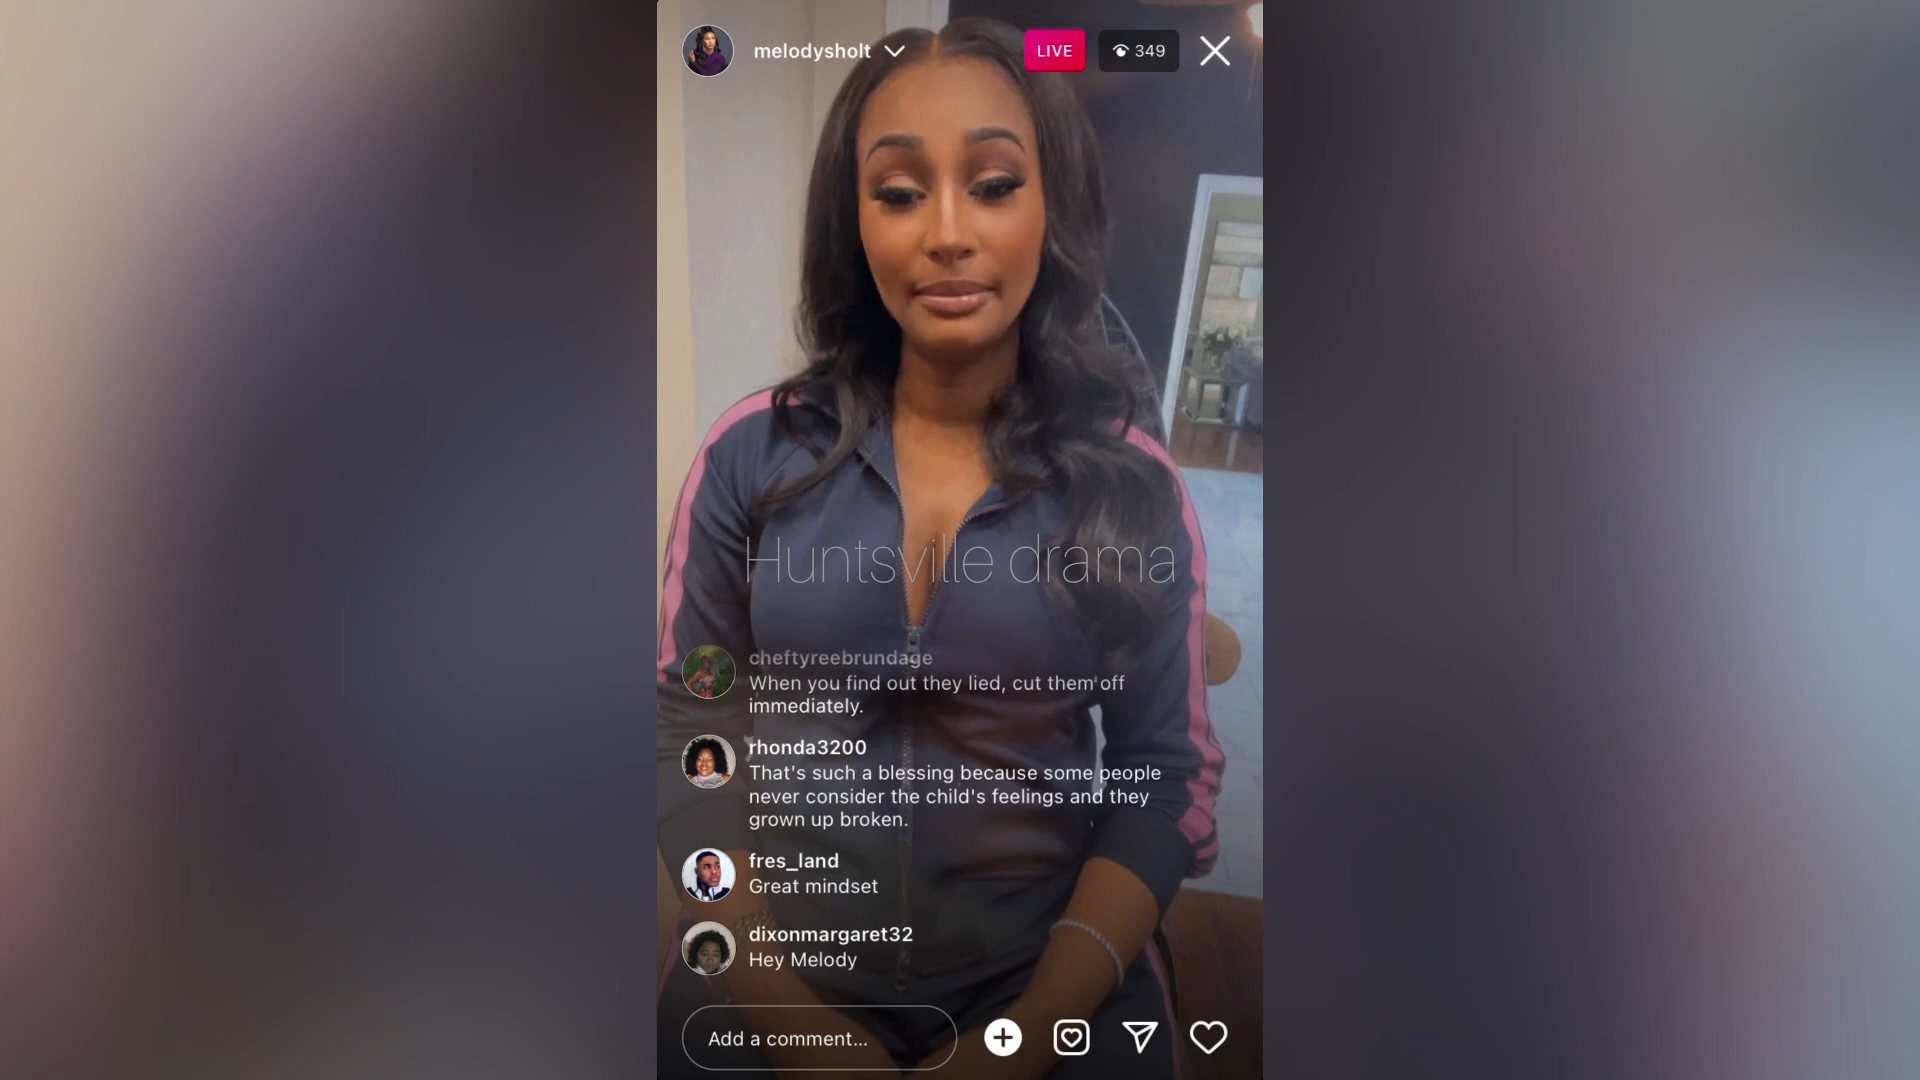 melodysholt
LIVE
349
Huntsville drama
cheftyreebrundage
When you find out they lied, cut them off
immediately.
rhonda3200
That's such a blessing because some people
never consider the child's feelings and they
grown up broken.
fres_land
Great mindset
dixonmargaret32
Hey Melody
Add a comment...